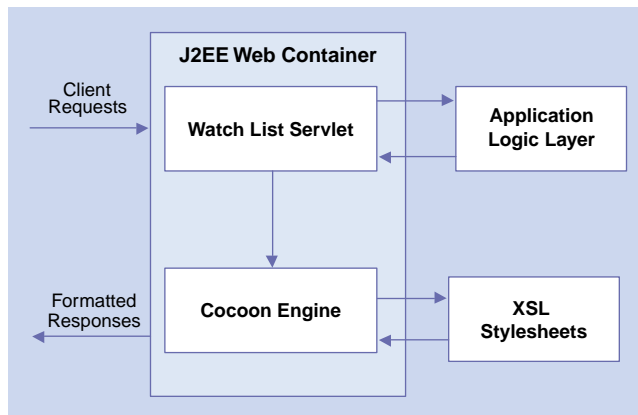 J2EE Web Container
Client
Requests
Watch List Servlet
Application
Logic Layer
Formatted
Responses
Cocoon Engine
XSL
Stylesheets